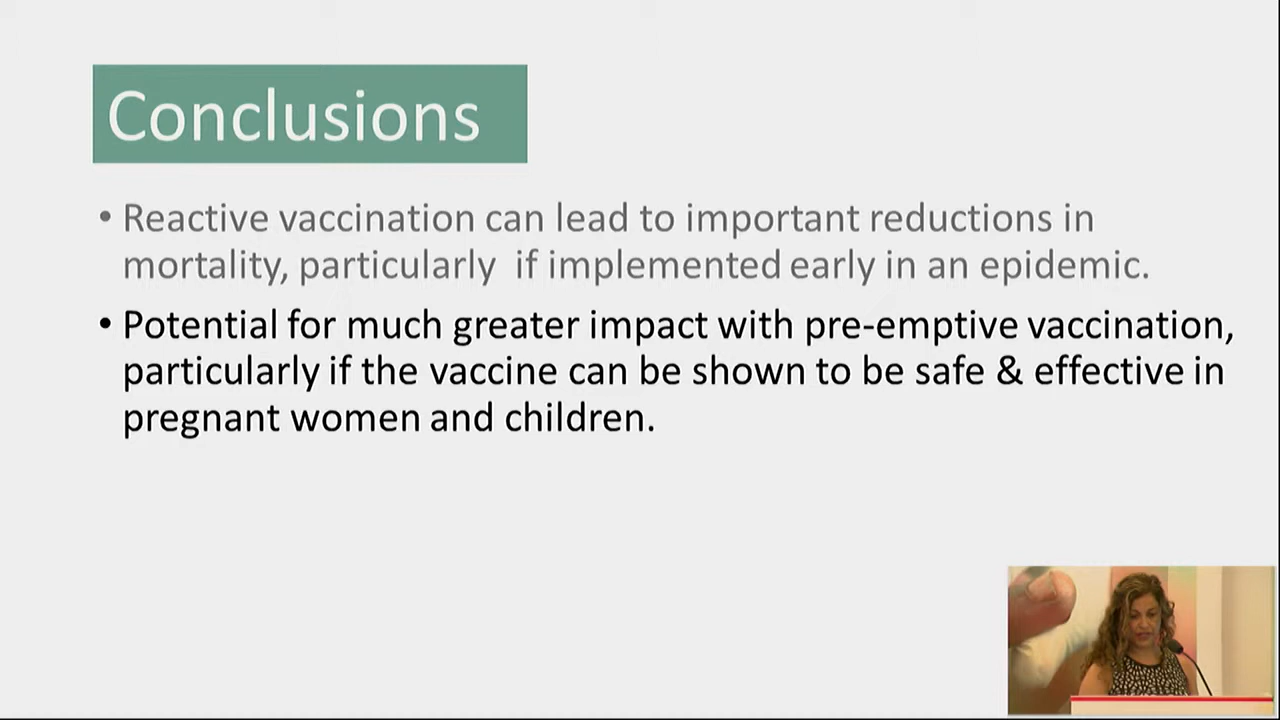 Conclusions
• Reactive vaccination can lead to important reductions in
mortality, particularly if implemented early in an epidemic.
• Potential for much greater impact with pre-emptive vaccination,
particularly if the vaccine can be shown to be safe & effective in
pregnant women and children.